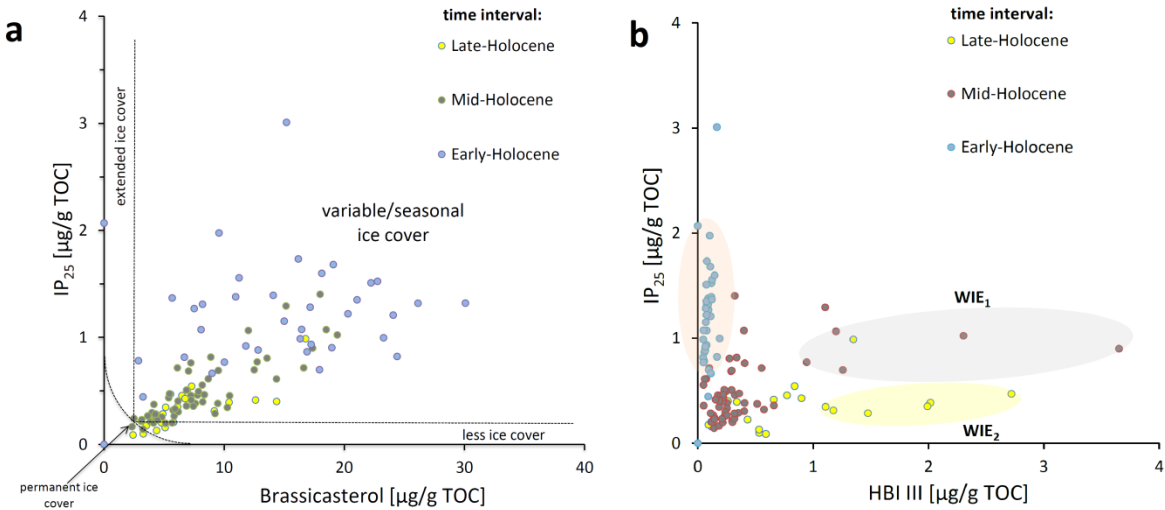 a
time interval:
Late-Holocene
Mid-Holocene
Early-Holocene
variable/seasonal
ice cover
extended ice cover
less ice cover
permanent ice
cover
IP25 [µg/g TOC]
4
3
2
1
0
0
10
20
30
40
Brassicasterol [µg/g TOC]
b
time interval:
Late-Holocene
Mid-Holocene
Early-Holocene
WIE1
WIE2
IP25 [µg/g TOC]
4
3
2
1
0
0
1
2
3
4
HBI III [µg/g TOC]